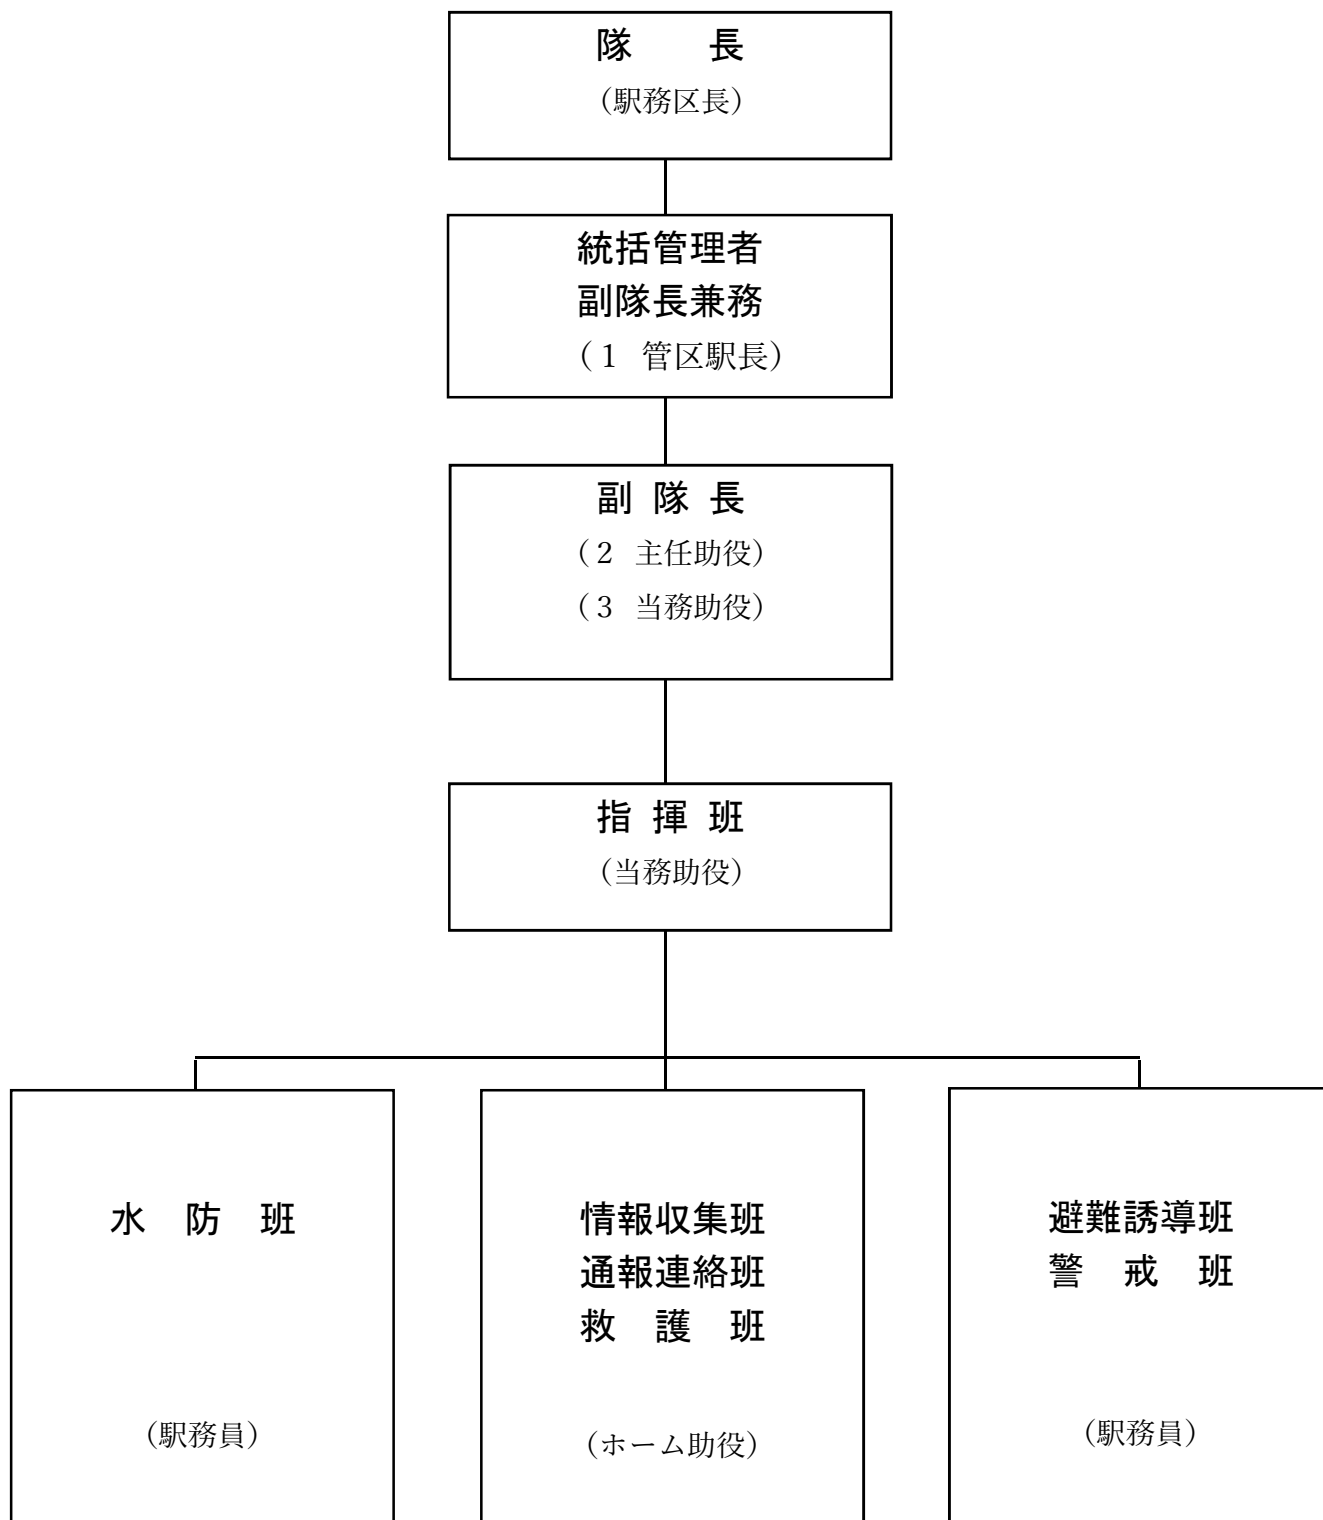 隊　　長
（駅務区長）
統括管理者
副隊長兼務
（１ 管区駅長）
副 隊 長
（２ 主任助役）
（３ 当務助役）
指 揮 班
（当務助役）
水　防　班
（駅務員）
情報収集班
通報連絡班
救　護　班
（ホーム助役）
避難誘導班
警　戒　班
（駅務員）